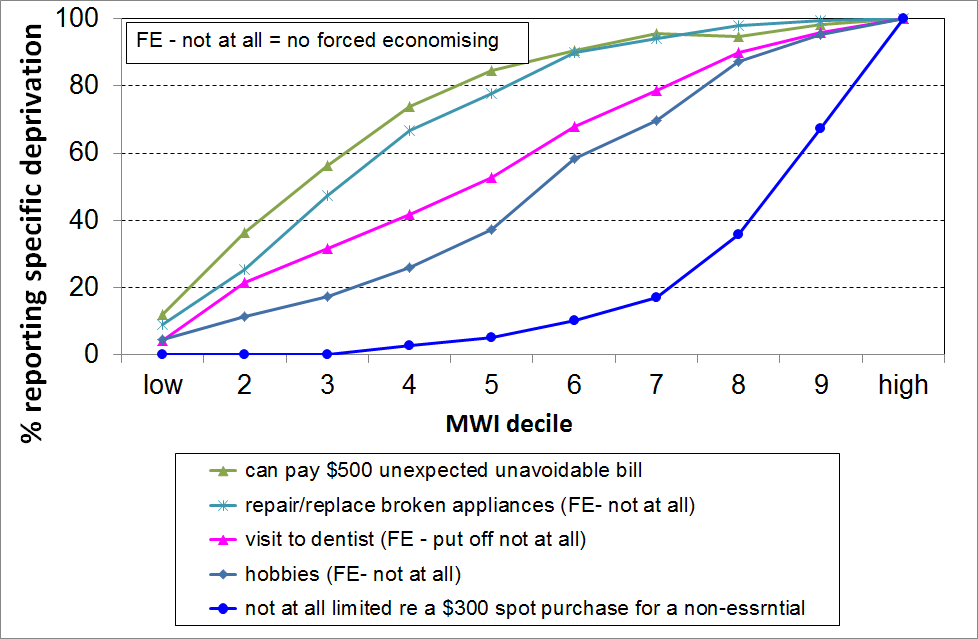 100
80
60
40
20
0
% reporting specific deprivation
FE - not at all = no forced economising
low 2 3 4 5 6 7 8 9 high
MWI decile
can pay $500 unexpected unavoidable bill
repair/replace broken appliances (FE- not at all)
visit to dentist (FE - put off not at all)
hobbies (FE- not at all)
not at all limited re a $300 spot purchase for a non-essrntial